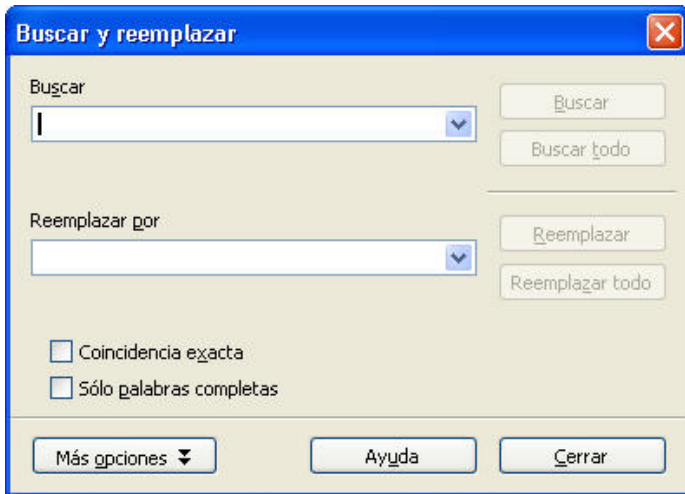 Buscar y reemplazar
Buscar
Buscar
Buscar todo
Reemplazar por
Reemplazar
Reemplazar todo
Coincidencia exacta
Sólo palabras completas
Más opciones
Ayuda
Cerrar